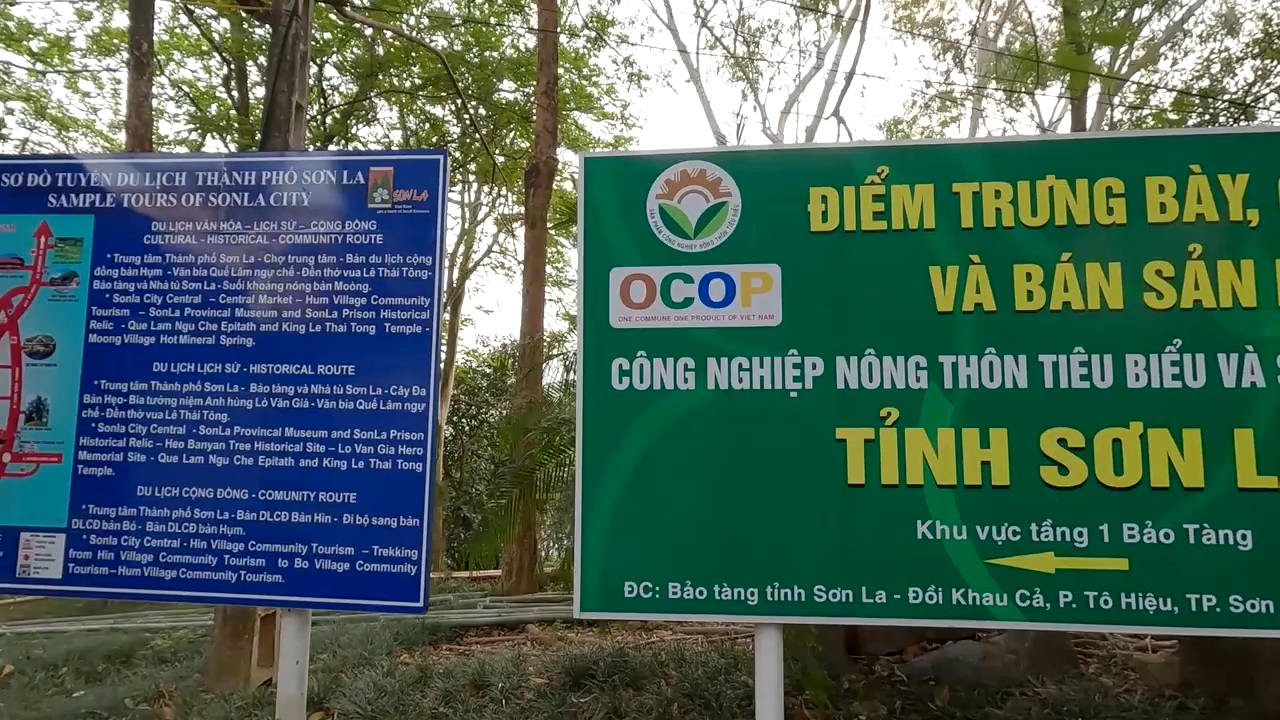 SƠ ĐỒ TUYẾN DU LỊCH THÀNH PHỐ SƠN LA
SAMPLE TOURS OF SONLA CITY
SƠN LA
DU LỊCH VĂN HÓA – LỊCH SỬ – CỘNG ĐỒNG
CULTURAL - HISTORICAL - COMMUNITY ROUTE
* Trung tâm Thành phố Sơn La - Chợ trung tâm - Bản du lịch cộng
đồng bản Hụm - Văn bia Quế Lâm ngự chế - Đền thờ vua Lê Thái Tông-
Bảo tàng và Nhà tù Sơn La - Suối khoáng nóng bản Moòng.
* Sonla City Central – Central Market – Hum Village Community
Tourism – SonLa Provincal Museum and SonLa Prison Historical
Relic - Que Lam Ngu Che Epitath and King Le Thai Tong Temple -
Moong Village Hot Mineral Spring.
DU LỊCH LỊCH SỬ - HISTORICAL ROUTE
* Trung tâm Thành phố Sơn La - Bảo tàng và Nhà tù Sơn La - Cây Đa
Bản Hẹo- Bia tưởng niệm Anh hùng Lò Văn Giá - Văn bia Quế Lâm ngự
chế - Đền thờ vua Lê Thái Tông.
* Sonla City Central - SonLa Provincal Museum and SonLa Prison
Historical Relic – Heo Banyan Tree Historical Site – Lo Van Gia Hero
Memorial Site - Que Lam Ngu Che Epitath and King Le Thai Tong
Temple.
DU LỊCH CỘNG ĐỒNG - COMUNITY ROUTE
* Trung tâm Thành phố Sơn La - Bản DLCĐ Bản Hìn - Đi bộ sang bản
DLCĐ bản Bó - Bản DLCĐ bản Hụm.
* Sonla City Central - Hin Village Community Tourism – Trekking
from Hin Village Community Tourism to Bo Village Community
Tourism – Hum Village Community Tourism.
SẢN PHẨM CÔNG NGHIỆP NÔNG THÔN TIÊU BIỂU
OCOP
ONE COMMUNE ONE PRODUCT OF VIET NAM
ĐIỂM TRƯNG BÀY,
VÀ BÁN SẢN
CÔNG NGHIỆP NÔNG THÔN TIÊU BIỂU VÀ
TỈNH SƠN L
Khu vực tầng 1 Bảo Tàng
ĐC: Bảo tàng tỉnh Sơn La - Đồi Khau Cả, P. Tô Hiệu, TP. Sơn